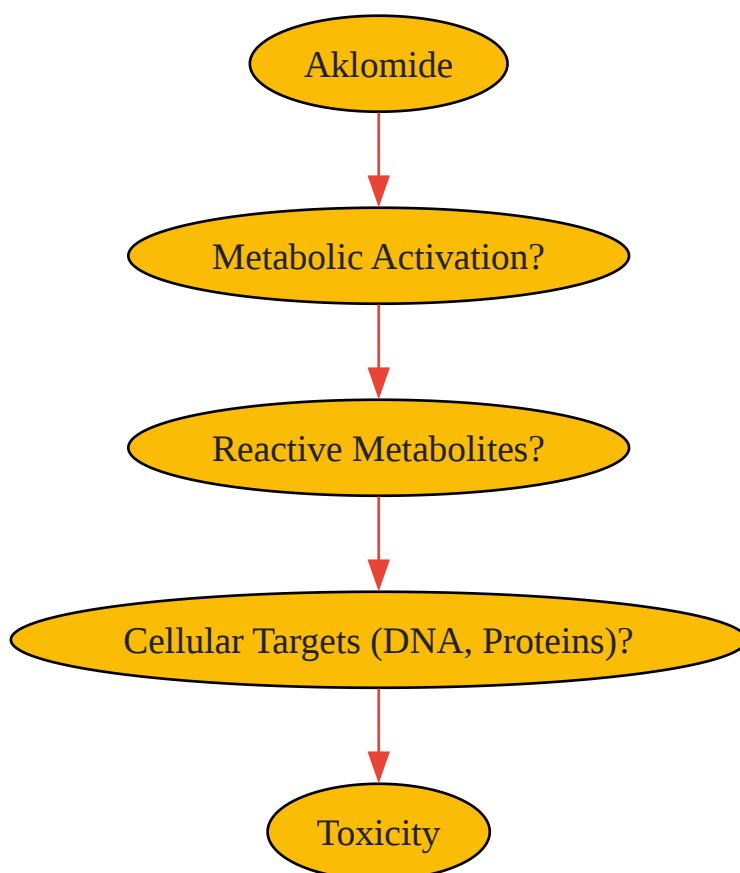 Aklomide
Metabolic Activation?
Reactive Metabolites?
Cellular Targets (DNA, Proteins)?
Toxicity